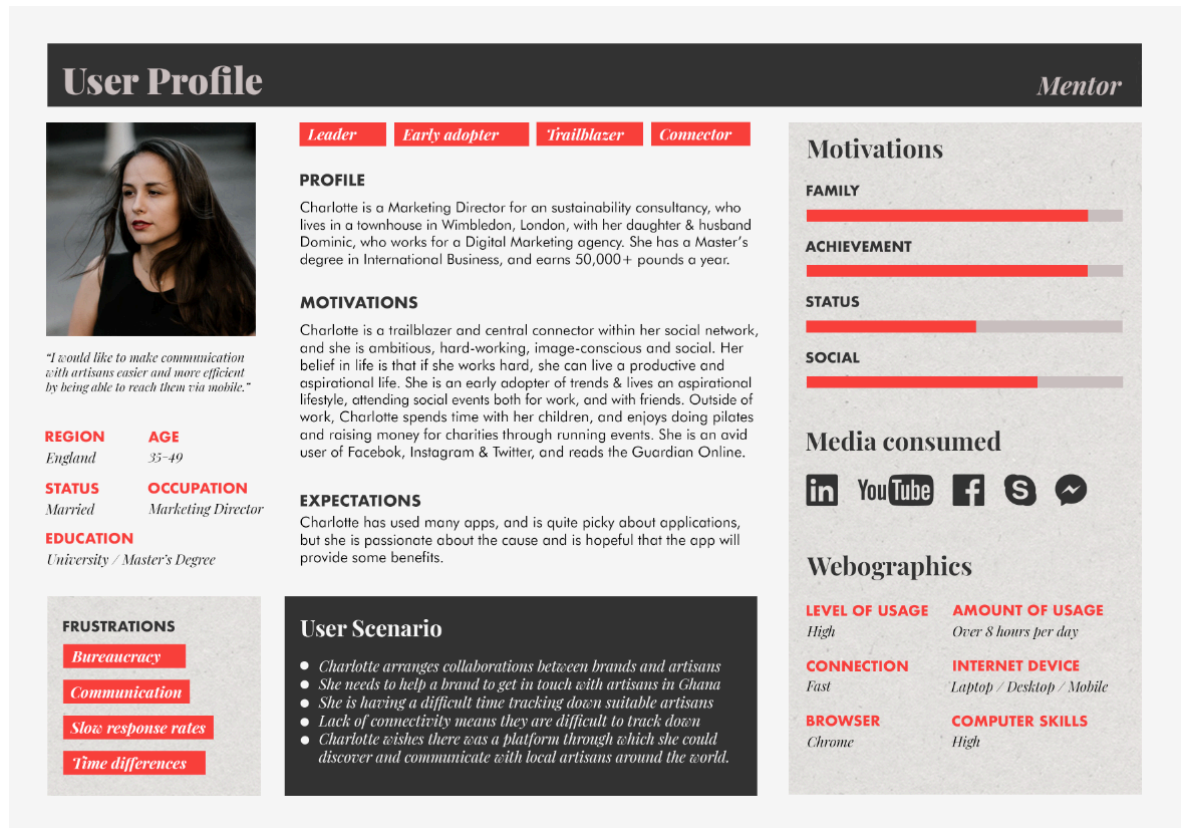 User Profile
Mentor
Leader
Early adopter
Trailblazer
Connector
"I would like to make communication
with artisans easier and more efficient
by being able to reach them via mobile."
REGION
England
AGE
35-49
STATUS
Married
OCCUPATION
Marketing Director
EDUCATION
University / Master's Degree
FRUSTRATIONS
Bureaucracy
Communication
Slow response rates
Time differences
PROFILE
Charlotte is a Marketing Director for an sustainability consultancy, who
lives in a townhouse in Wimbledon, London, with her daughter & husband
Dominic, who works for a Digital Marketing agency. She has a Master's
degree in International Business, and earns 50,000+ pounds a year.
MOTIVATIONS
Charlotte is a trailblazer and central connector within her social network,
and she is ambitious, hard-working, image-conscious and social. Her
belief in life is that if she works hard, she can live a productive and
aspirational life. She is an early adopter of trends & lives an aspirational
lifestyle, attending social events both for work, and with friends. Outside of
work, Charlotte spends time with her children, and enjoys doing pilates
and raising money for charities through running events. She is an avid
user of Facebok, Instagram & Twitter, and reads the Guardian Online.
EXPECTATIONS
Charlotte has used many apps, and is quite picky about applications,
but she is passionate about the cause and is hopeful that the app will
provide some benefits.
User Scenario
Charlotte arranges collaborations between brands and artisans
She needs to help a brand to get in touch with artisans in Ghana
She is having a difficult time tracking down suitable artisans
Lack of connectivity means they are difficult to track down
Charlotte wishes there was a platform through which she could
discover and communicate with local artisans around the world.
Motivations
FAMILY
ACHIEVEMENT
STATUS
SOCIAL
Media consumed
in
YouTube
f
S
Webographics
LEVEL OF USAGE
High
AMOUNT OF USAGE
Over 8 hours per day
CONNECTION
Fast
INTERNET DEVICE
Laptop / Desktop / Mobile
BROWSER
Chrome
COMPUTER SKILLS
High